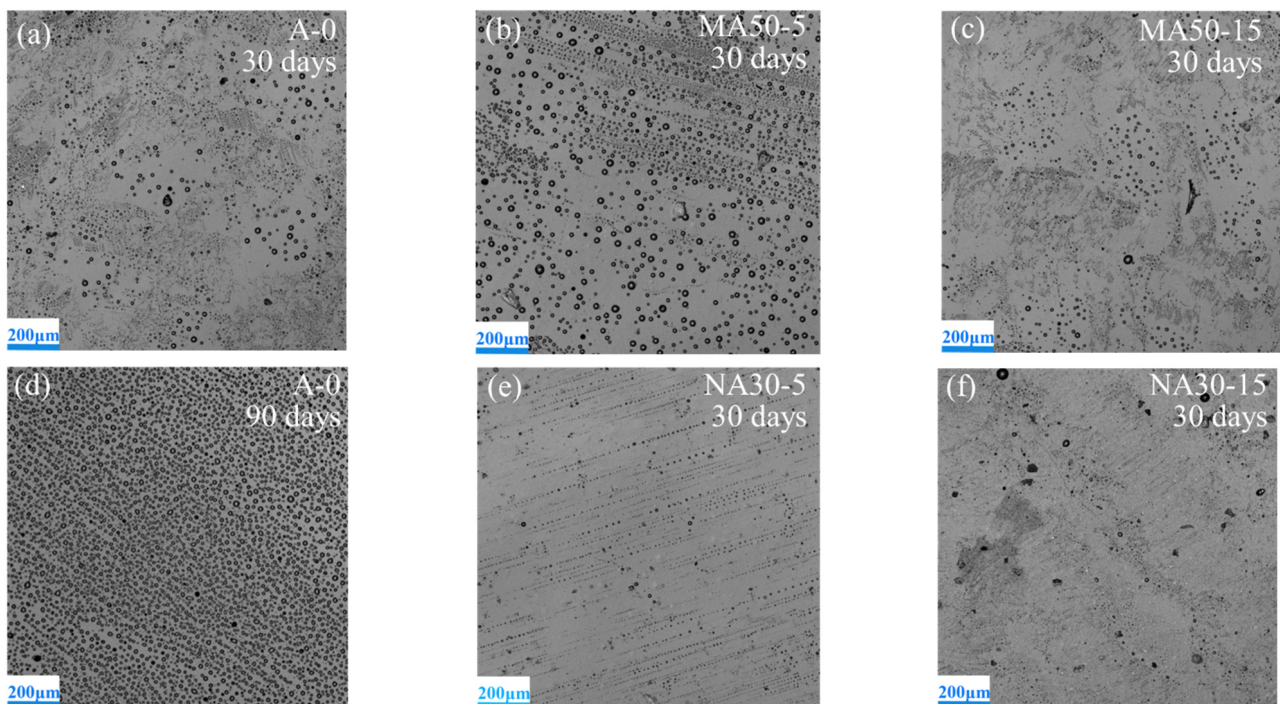 (a)
A-0
30 days
200μm
(b)
MA50-5
30 days
200μm
(c)
MA50-15
30 days
200μm
(d)
A-0
90 days
200μm
(e)
NA30-5
30 days
200μm
(f)
NA30-15
30 days
200μm